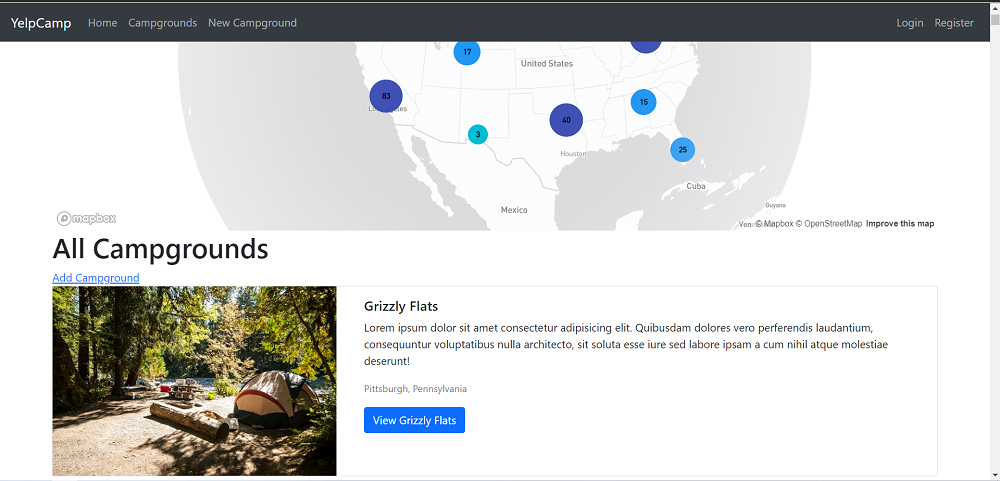 YelpCamp Home Campgrounds New Campground Login Register
17
United States
83
15
40
3
Houston
25
Cuba
Mexico
Guyana
mapbox
© Mapbox © OpenStreetMap Improve this map
All Campgrounds
Add Campground
Grizzly Flats
Lorem ipsum dolor sit amet consectetur adipisicing elit. Quibusdam dolores vero perferendis laudantium,
consequuntur voluptatibus nulla architecto, sit soluta esse iure sed labore ipsam a cum nihil atque molestiae
deserunt!
Pittsburgh, Pennsylvania
View Grizzly Flats